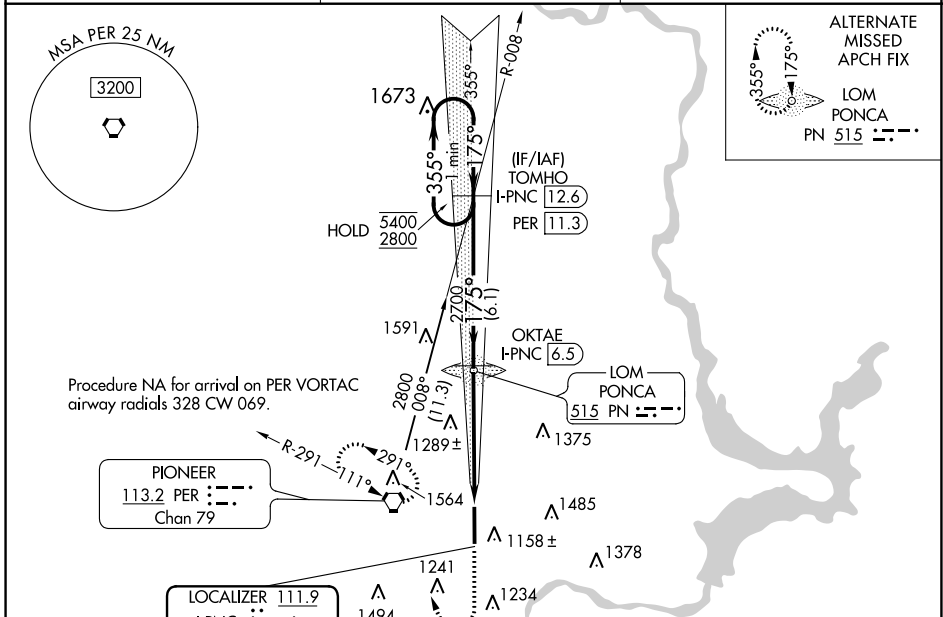 MSA PER 25 NM
3200
1673
355°
1 min
175°
355°
R-008
(IF/IAF)
TOMHO
I-PNC 12.6
PER 11.3
HOLD 5400
2800
ALTERNATE
MISSED
APCH FIX
355°
175°
LOM
PONCA
PN 515
2700
175°
(6.1)
1591
OKTAE
I-PNC 6.5
LOM
PONCA
515 PN
Procedure NA for arrival on PER VORTAC
airway radials 328 CW 069.
2800
008°
(11.3)
1289 ±
1375
R-291
111°
291°
PIONEER
113.2 PER
Chan 79
1564
1485
1158 ±
1378
1241
1234
LOCALIZER 111.9